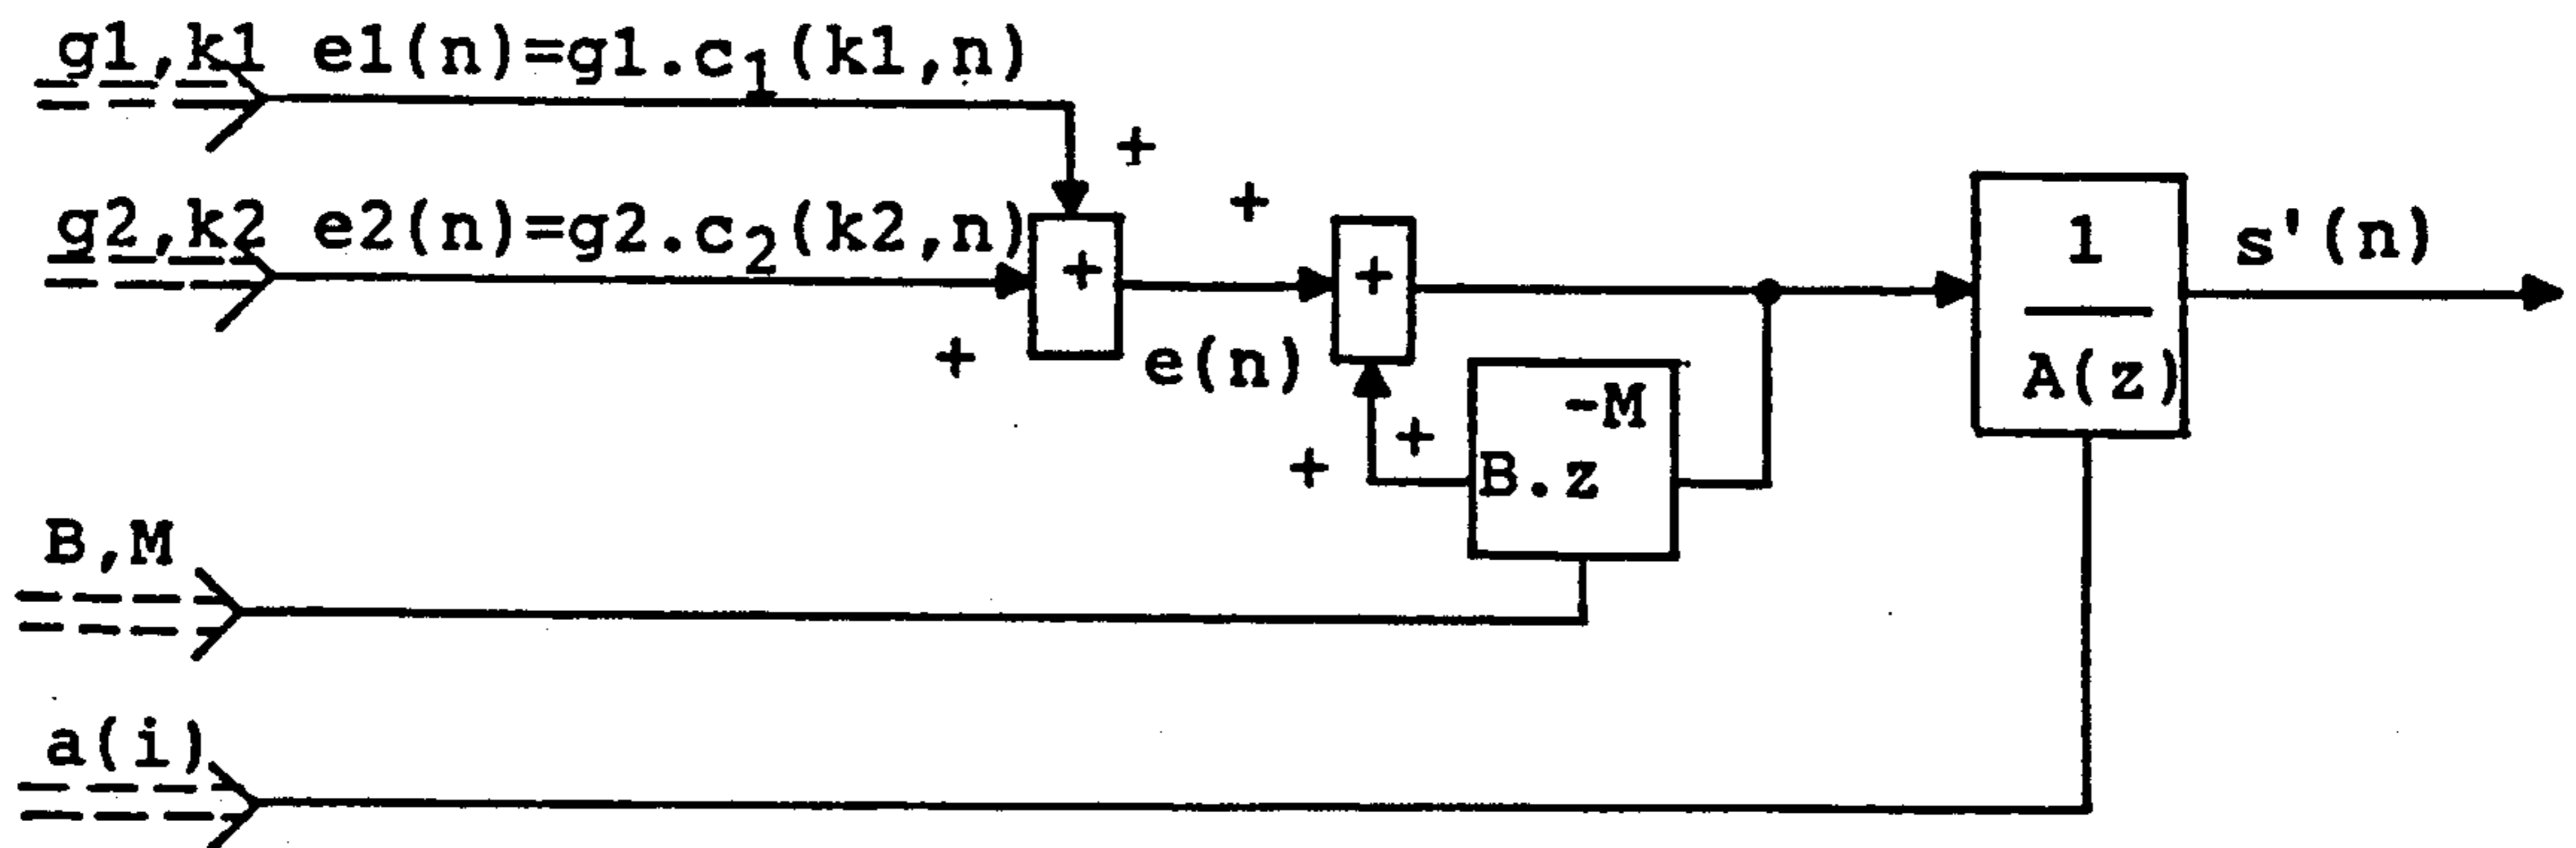 g1,k1 e1(n)=g1.c₁(k1,n)
+
+
g2,k2 e2(n)=g2.c₂(k2,n)
+
+
1
A(z)
s'(n)
+
e(n)
-M
B.z
+
+
B,M
a(i)